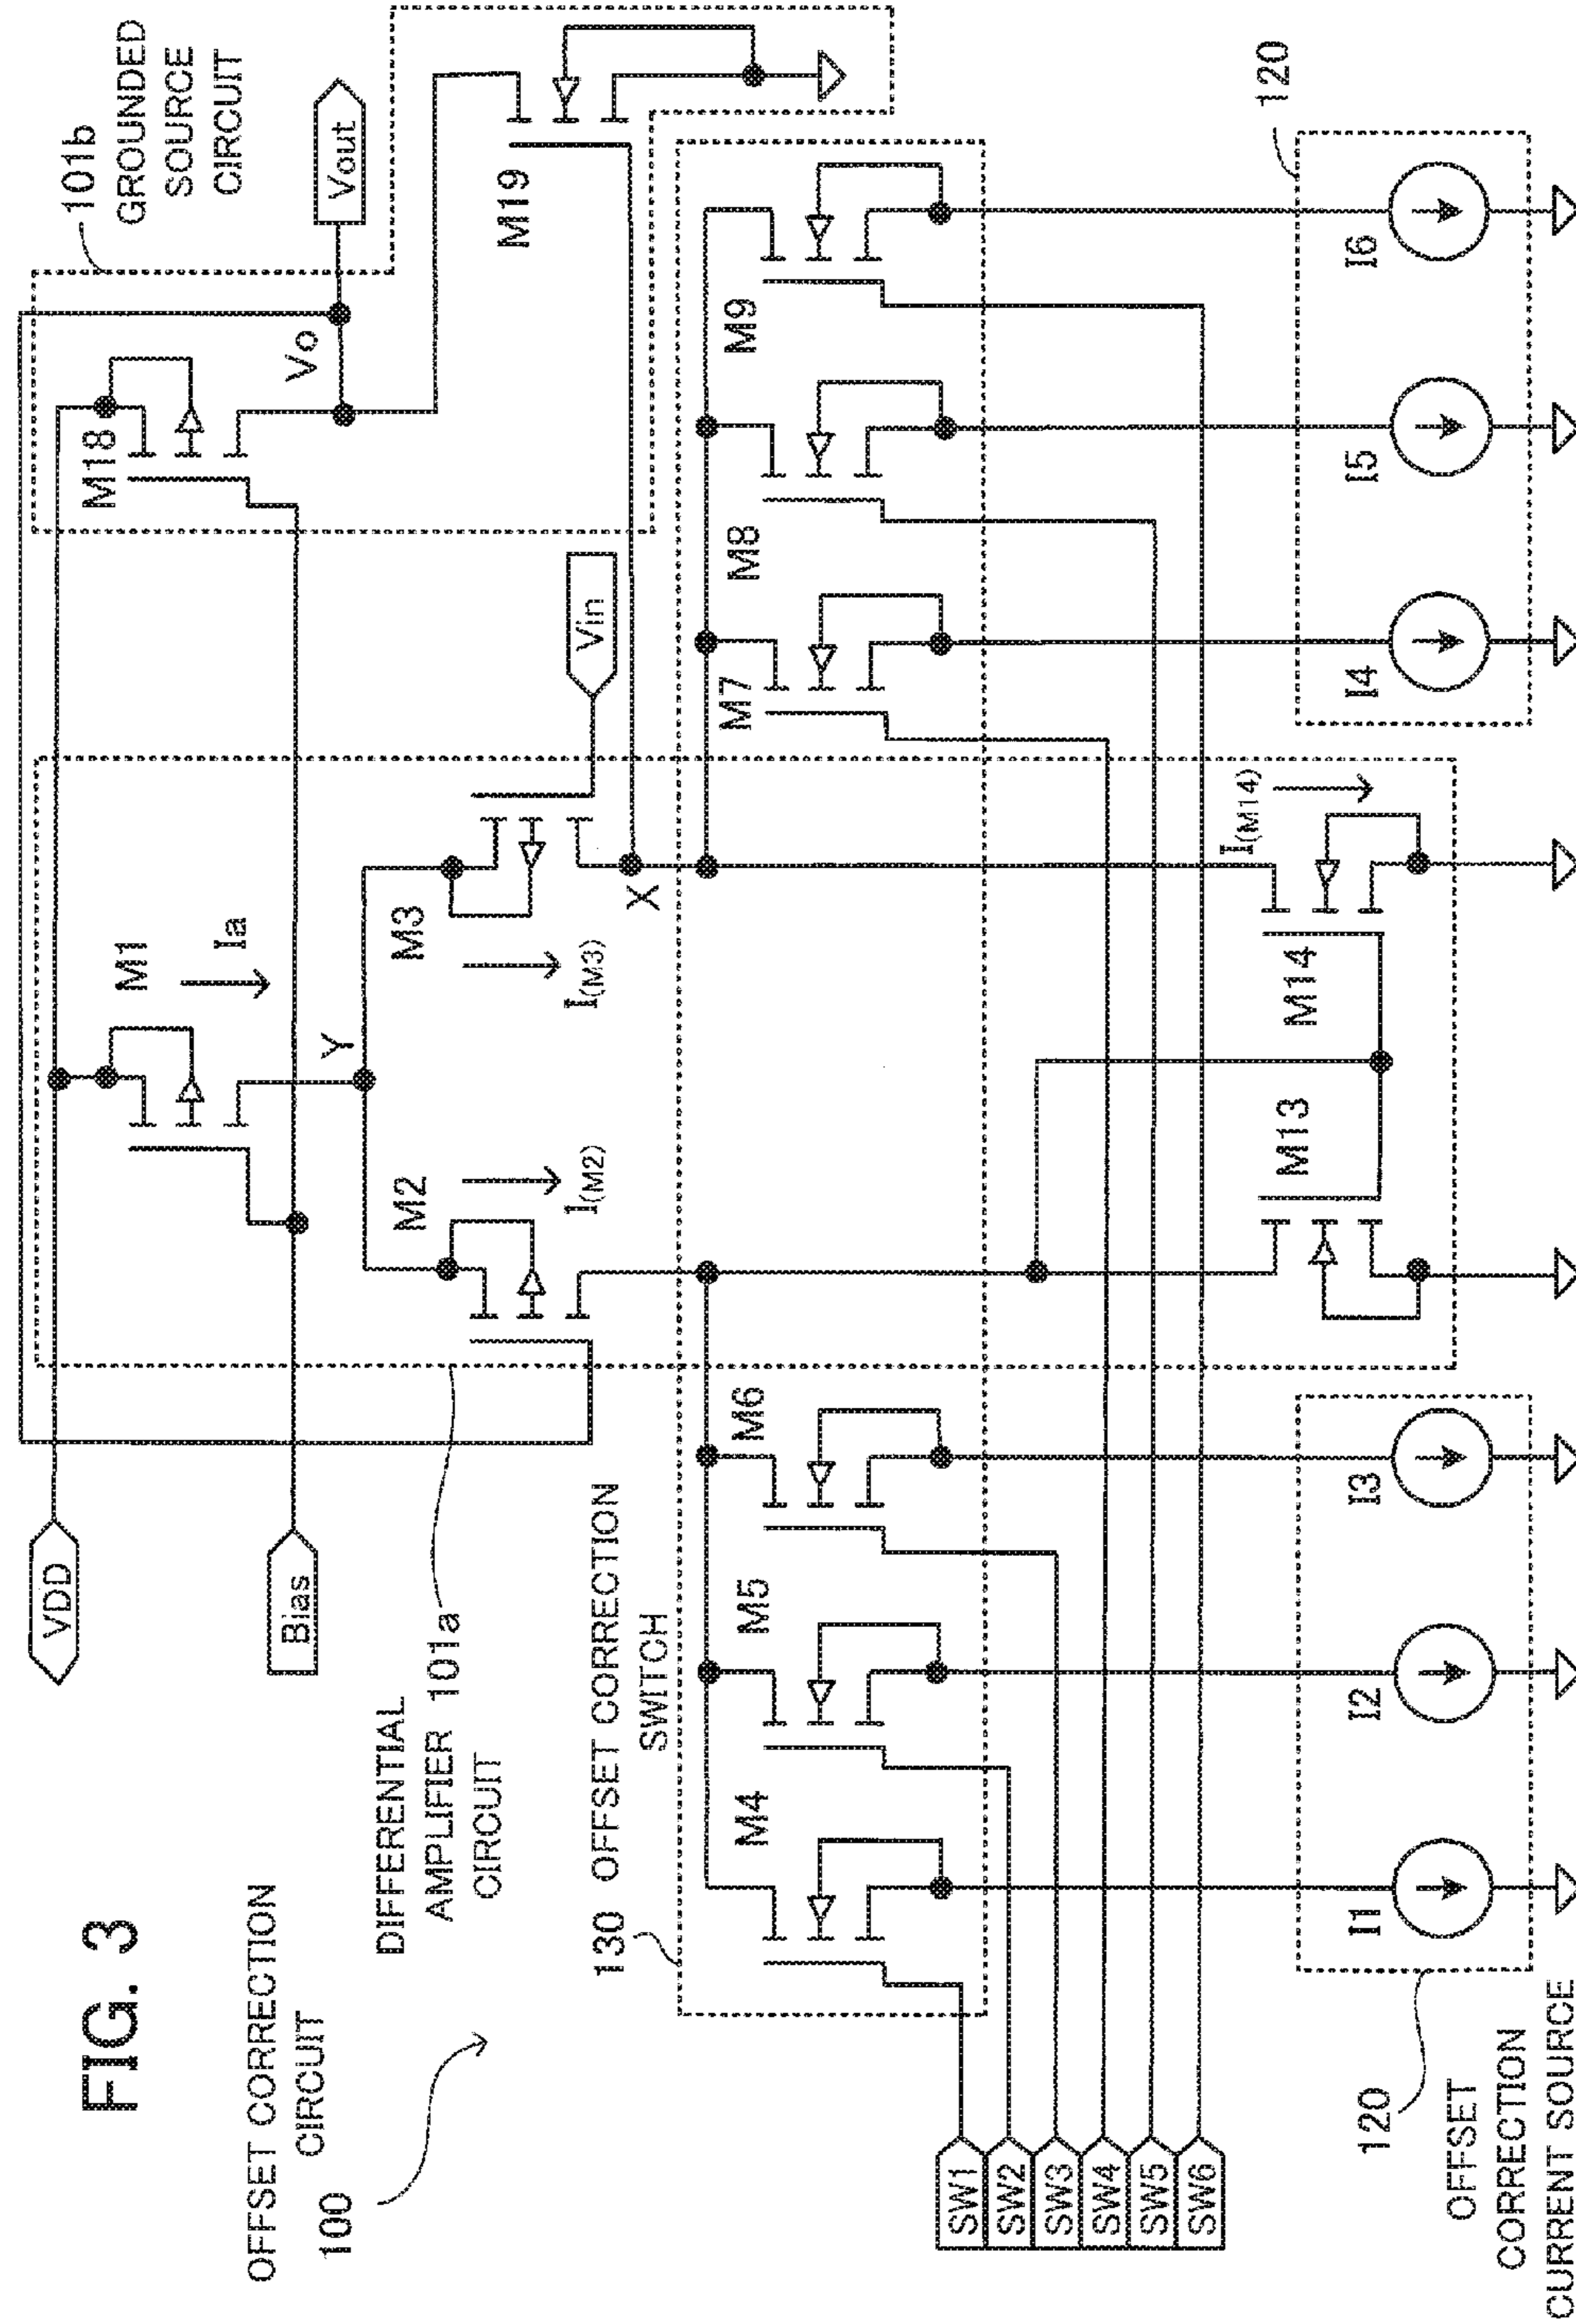 FIG. 3
OFFSET CORRECTION
CIRCUIT
100
VDD
Bias
DIFFERENTIAL
AMPLIFIER 101a
CIRCUIT
130 OFFSET CORRECTION
SWITCH
101b
GROUNDED
SOURCE
CIRCUIT
M1
Ia
Y
M2
I(M2)
M3
I(M3)
X
Vin
M18
Vo
Vout
M19
M4
M5
M6
M7
M8
M9
SW1
SW2
SW3
SW4
SW5
SW6
M13
M14
I(M14)
I1
I2
I3
I4
I5
I6
120
120
OFFSET
CORRECTION
CURRENT SOURCE